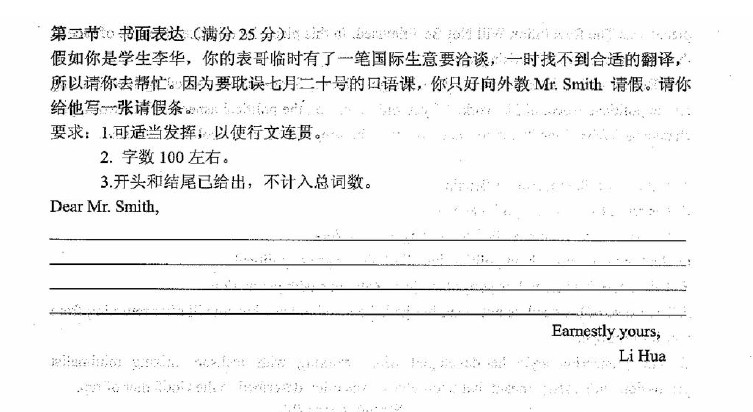 第二节 书面表达(满分 25 分)
假如你是学生李华，你的表哥临时有了一笔国际生意要洽谈，一时找不到合适的翻译，
所以请你去帮忙。因为要耽误七月二十号的口语课，你只好向外教 Mr. Smith 请假。请你
给他写一张请假条。
要求：1.可适当发挥，以使行文连贯。
2. 字数 100 左右。
3.开头和结尾已给出，不计入总词数。
Dear Mr. Smith,
Earnestly yours,
Li Hua